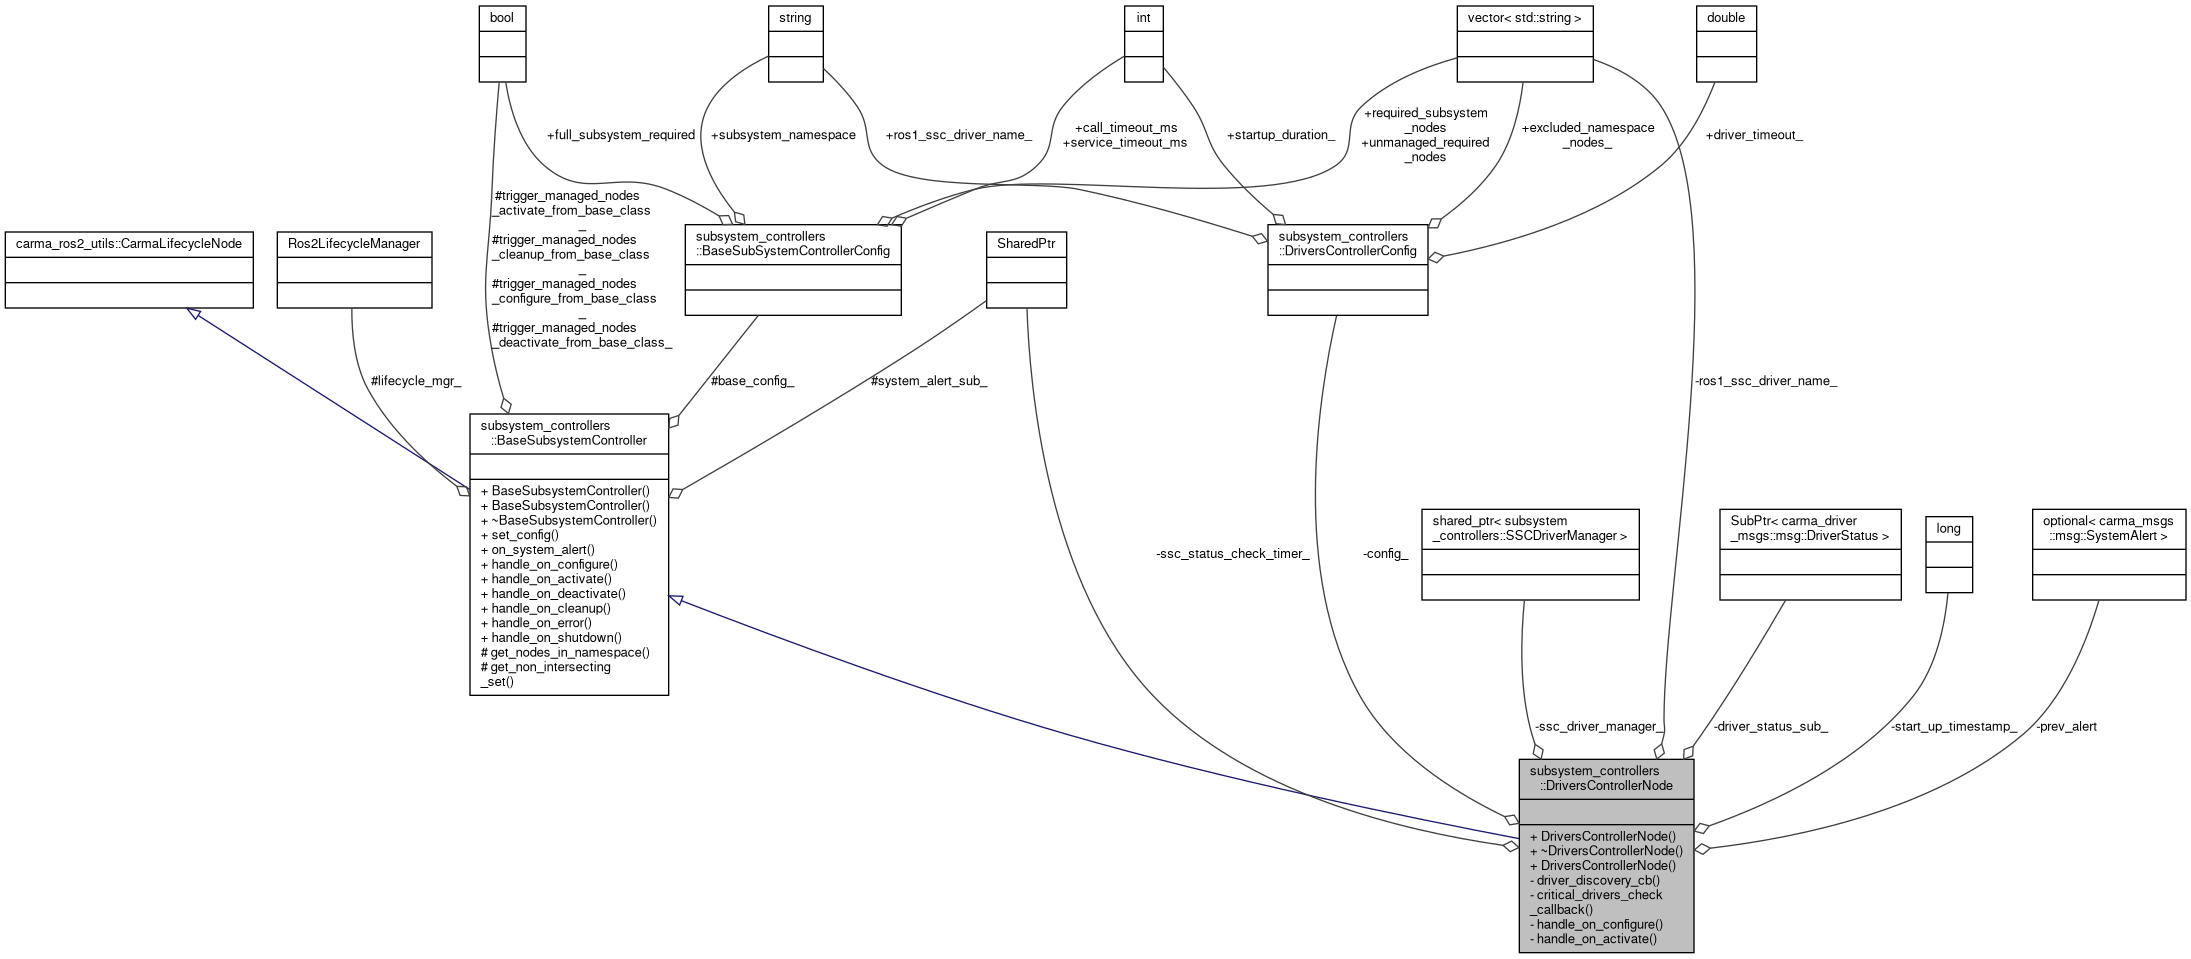 bool
string
int
vector< std::string >
double
+full_subsystem_required
+subsystem_namespace
+ros1_ssc_driver_name_
+call_timeout_ms
+service_timeout_ms
+startup_duration_
+required_subsystem
_nodes
+unmanaged_required
_nodes
+excluded_namespace
_nodes_
+driver_timeout_
#trigger_managed_nodes
_activate_from_base_class
_
#trigger_managed_nodes
_cleanup_from_base_class
_
#trigger_managed_nodes
_configure_from_base_class
_
#trigger_managed_nodes
_deactivate_from_base_class_
carma_ros2_utils::CarmaLifecycleNode
Ros2LifecycleManager
subsystem_controllers
::BaseSubSystemControllerConfig
SharedPtr
subsystem_controllers
::DriversControllerConfig
#lifecycle_mgr_
#base_config_
#system_alert_sub_
-ros1_ssc_driver_name_
subsystem_controllers
::BaseSubsystemController
+ BaseSubsystemController()
+ BaseSubsystemController()
+ ~BaseSubsystemController()
+ set_config()
+ on_system_alert()
+ handle_on_configure()
+ handle_on_activate()
+ handle_on_deactivate()
+ handle_on_cleanup()
+ handle_on_error()
+ handle_on_shutdown()
# get_nodes_in_namespace()
# get_non_intersecting
_set()
-ssc_status_check_timer_
-config_
shared_ptr< subsystem
_controllers::SSCDriverManager >
SubPtr< carma_driver
_msgs::msg::DriverStatus >
long
optional< carma_msgs
::msg::SystemAlert >
-ssc_driver_manager_
-driver_status_sub_
-start_up_timestamp_
-prev_alert
subsystem_controllers
::DriversControllerNode
+ DriversControllerNode()
+ ~DriversControllerNode()
+ DriversControllerNode()
- driver_discovery_cb()
- critical_drivers_check
_callback()
- handle_on_configure()
- handle_on_activate()